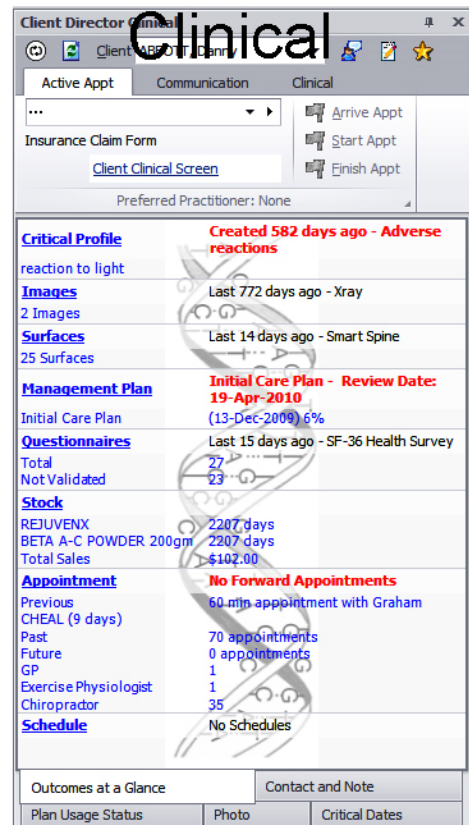 Client Director Clinical
Clinical
Client ABBOTT, Danny
Active Appt Communication Clinical
...
Insurance Claim Form
Client Clinical Screen
Arrive Appt
Start Appt
Finish Appt
Preferred Practitioner: None
Critical Profile Created 582 days ago - Adverse
reactions
reaction to light
Images Last 772 days ago - Xray
2 Images
Surfaces Last 14 days ago - Smart Spine
25 Surfaces
Management Plan Initial Care Plan - Review Date:
19-Apr-2010
Initial Care Plan (13-Dec-2009) 6%
Questionnaires Last 15 days ago - SF-36 Health Survey
Total 27
Not Validated 23
Stock
REJUVENX 2207 days
BETA A-C POWDER 200gm 2207 days
Total Sales $102.00
Appointment No Forward Appointments
Previous 60 min appointment with Graham
CHEAL (9 days)
Past 70 appointments
Future 0 appointments
GP 1
Exercise Physiologist 1
Chiropractor 35
Schedule No Schedules
Outcomes at a Glance Contact and Note
Plan Usage Status Photo Critical Dates